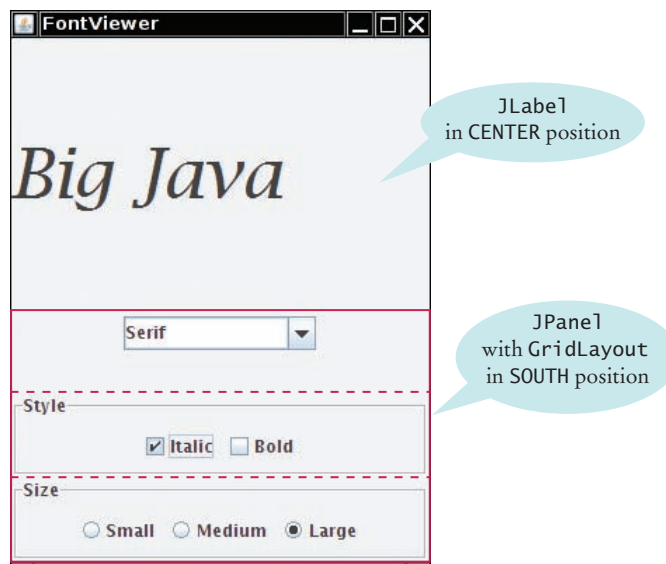 FontViewer
JLabel
in CENTER position
Big Java
Serif
JPanel
with GridLayout
in SOUTH position
Style
Italic Bold
Size
Small Medium Large